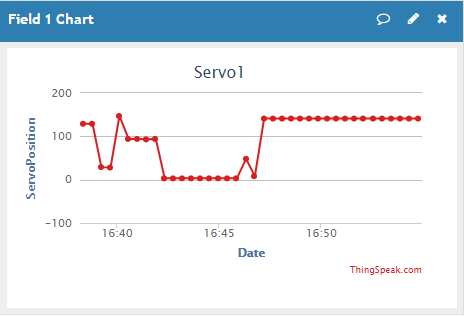 Field 1 Chart
Servo1
ServoPosition
200
100
0
-100
16:40
16:45
16:50
Date
ThingSpeak.com